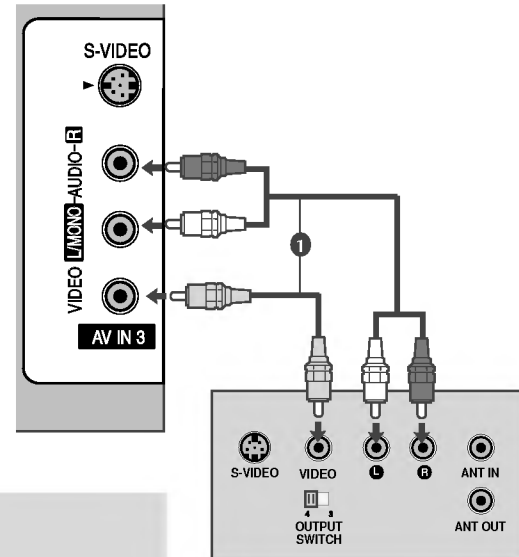 S-VIDEO
AUDIO R
L/MONO
VIDEO
AV IN 3
1
S-VIDEO
VIDEO
L
R
ANT IN
4 3
OUTPUT
SWITCH
ANT OUT